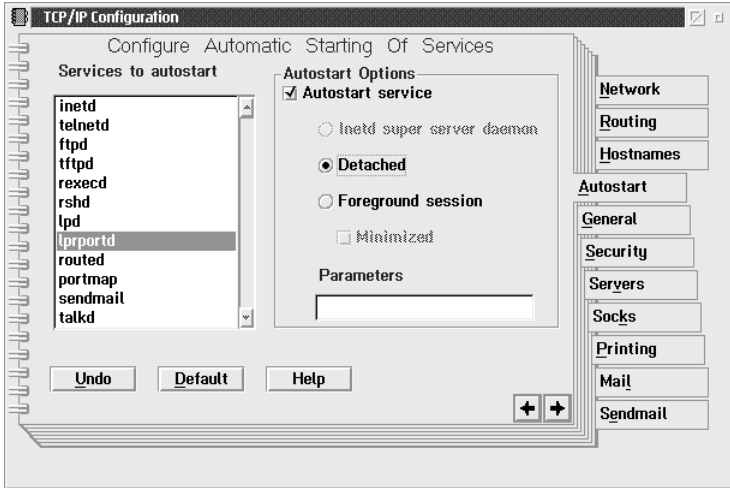 TCP/IP Configuration
Configure Automatic Starting Of Services
Services to autostart
inetd
telnetd
ftpd
tftpd
rexecd
rshd
lpd
lprportd
routed
portmap
sendmail
talkd
Autostart Options
Autostart service
Inetd super server daemon
Detached
Foreground session
Minimized
Parameters
Undo
Default
Help
Network
Routing
Hostnames
Autostart
General
Security
Servers
Socks
Printing
Mail
Sendmail